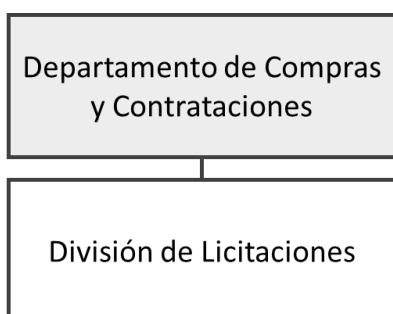 Departamento de Compras
y Contrataciones
División de Licitaciones